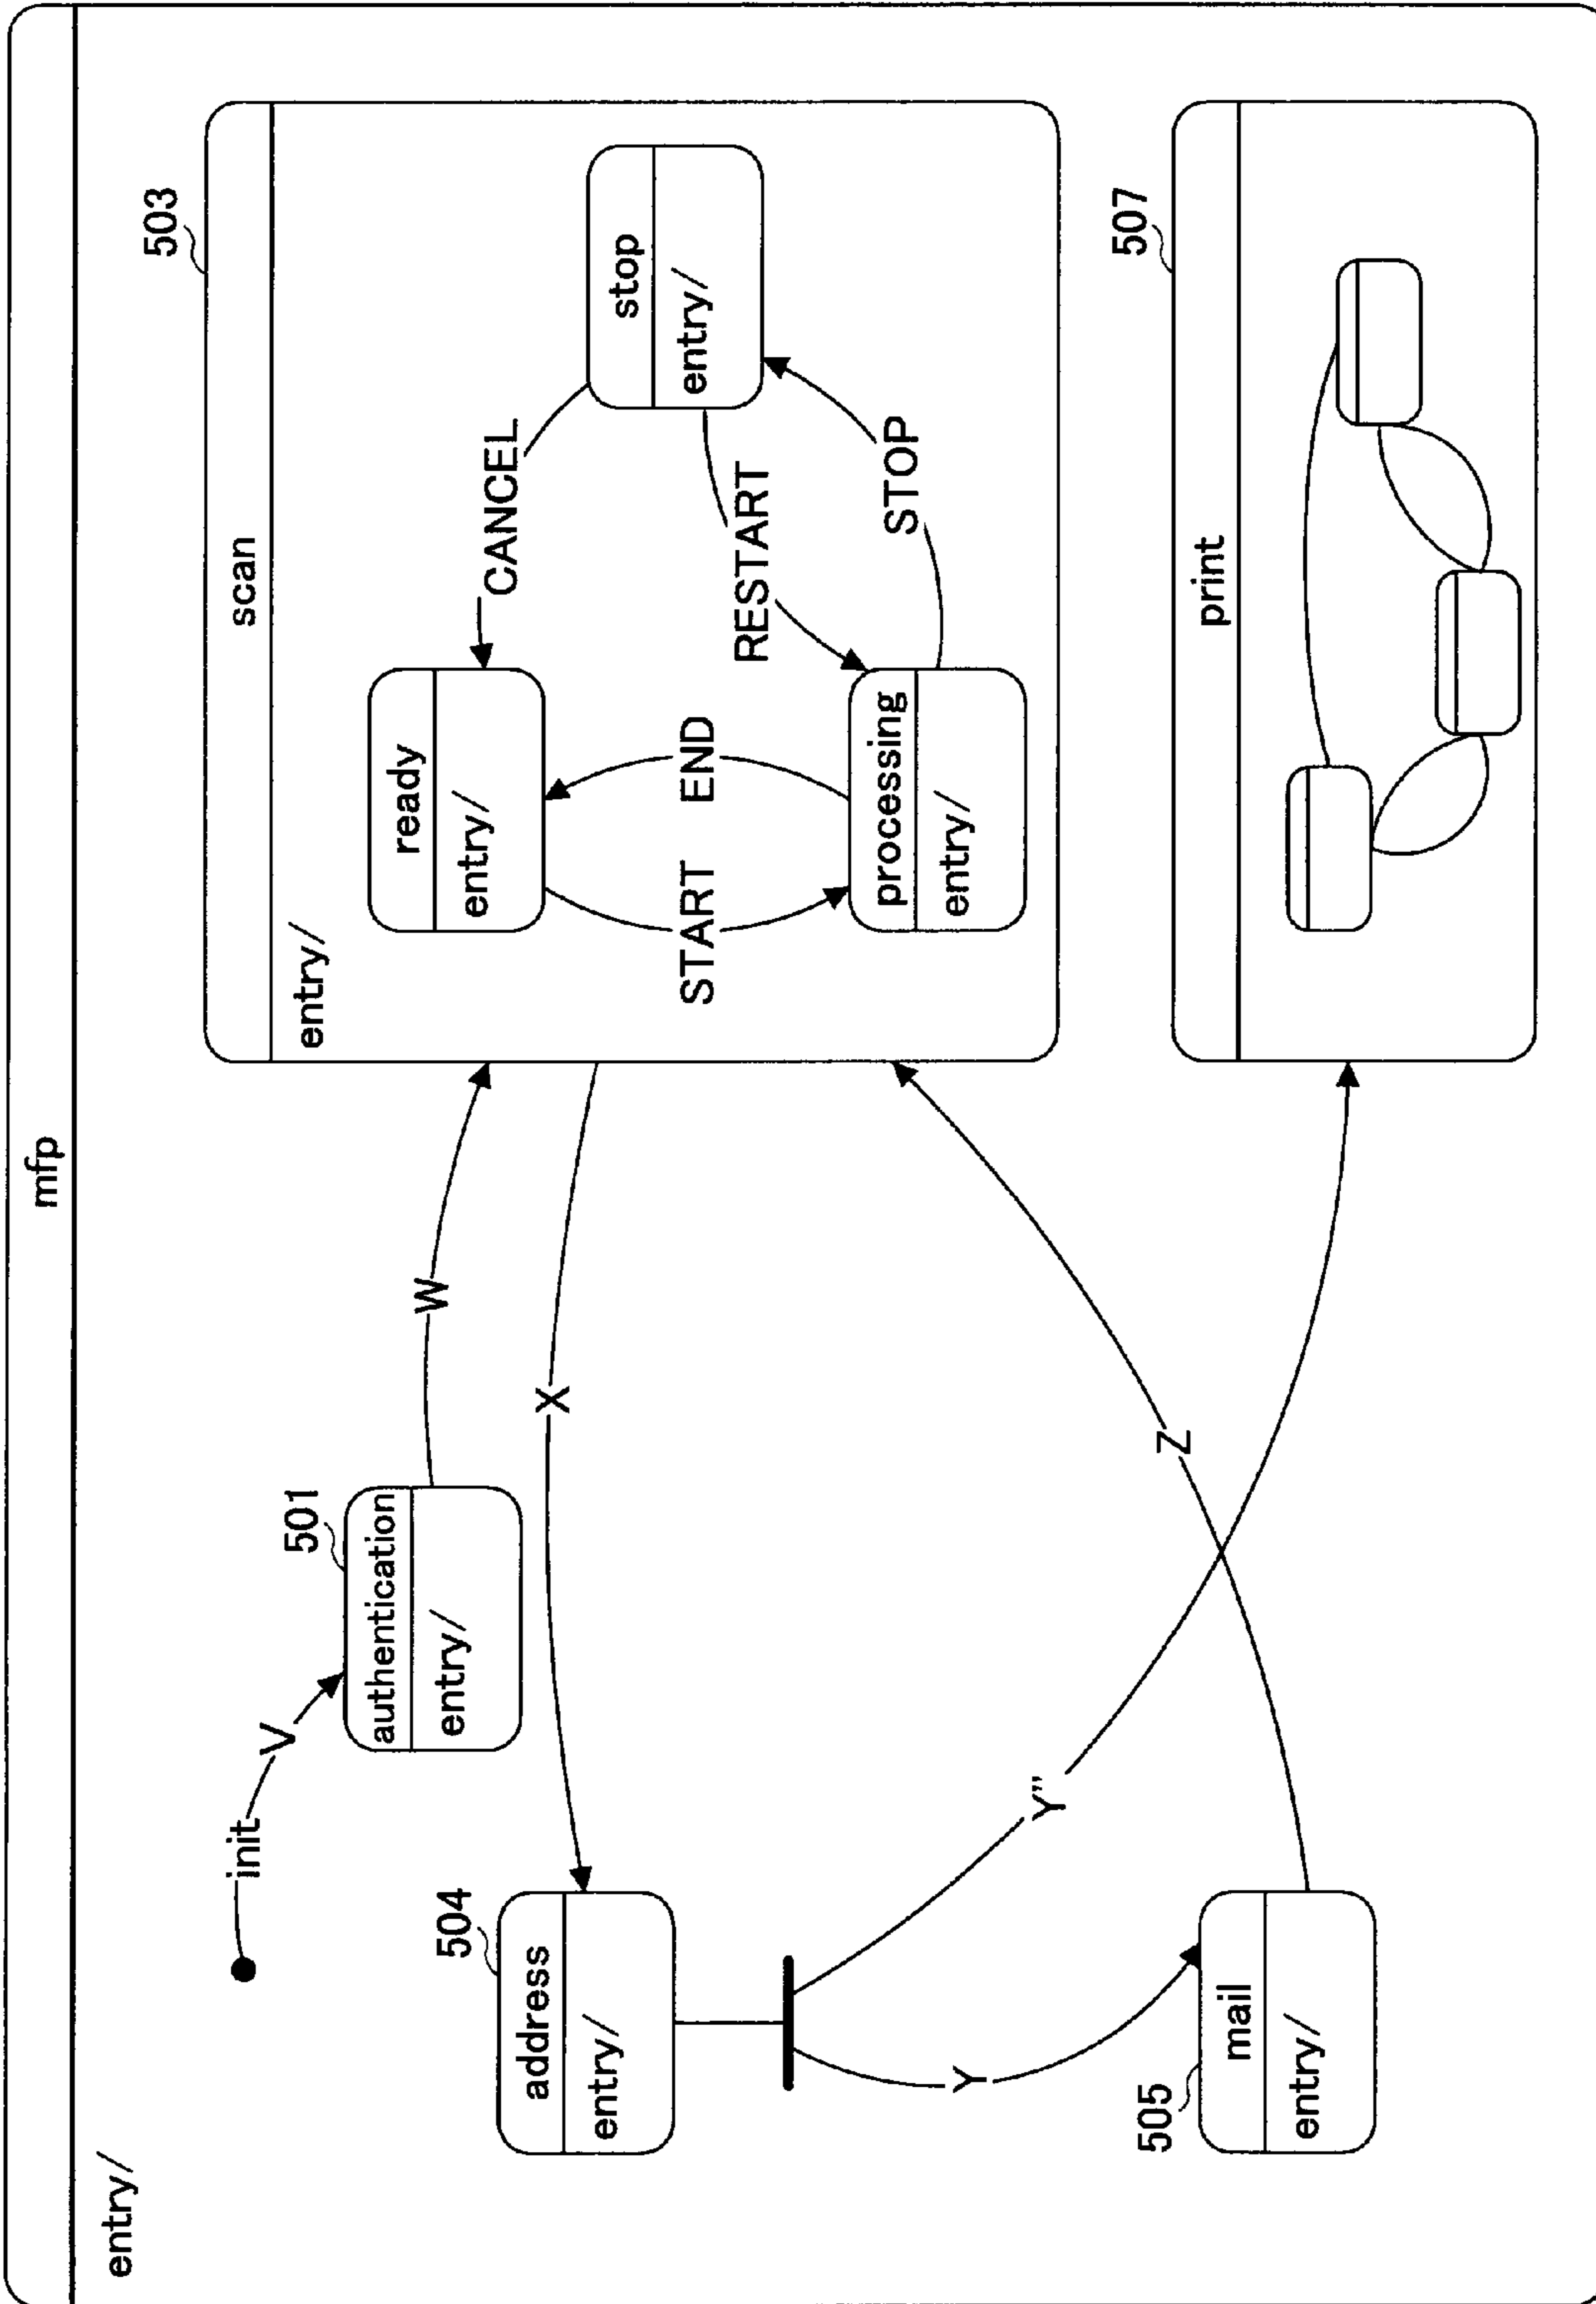 mfp
entry/
init
V
501
authentication
entry/
W
503
scan
entry/
ready
entry/
CANCEL
stop
entry/
START
END
RESTART
STOP
processing
entry/
X
504
address
entry/
Y
Y”
Z
505
mail
entry/
507
print